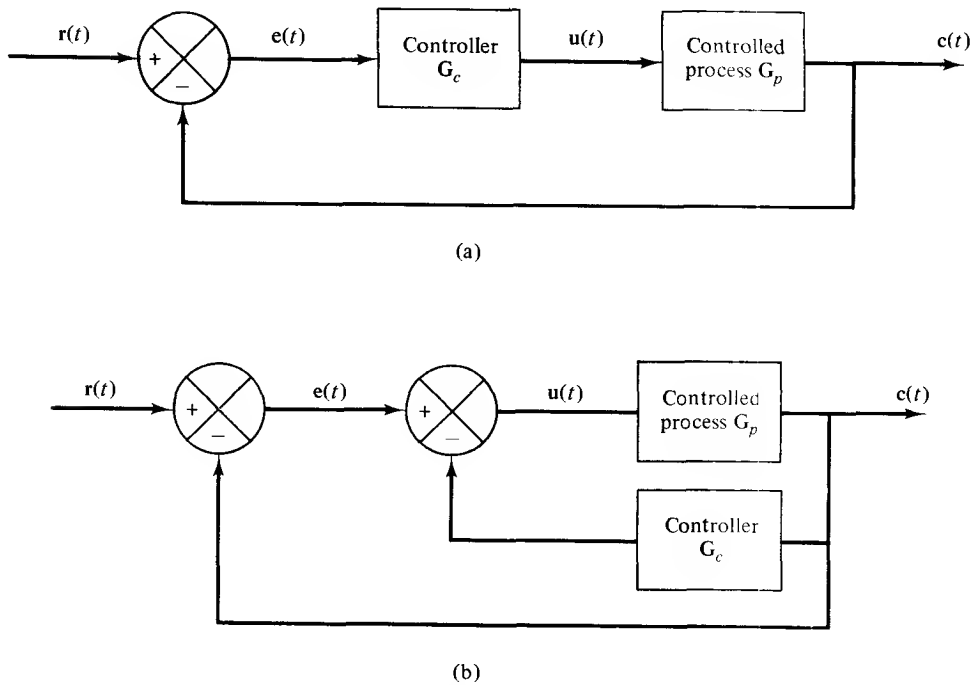 r(t)
+
−
e(t)
Controller
G_c
u(t)
Controlled
process G_p
c(t)
(a)
r(t)
+
−
e(t)
+
−
u(t)
Controlled
process G_p
c(t)
Controller
G_c
(b)